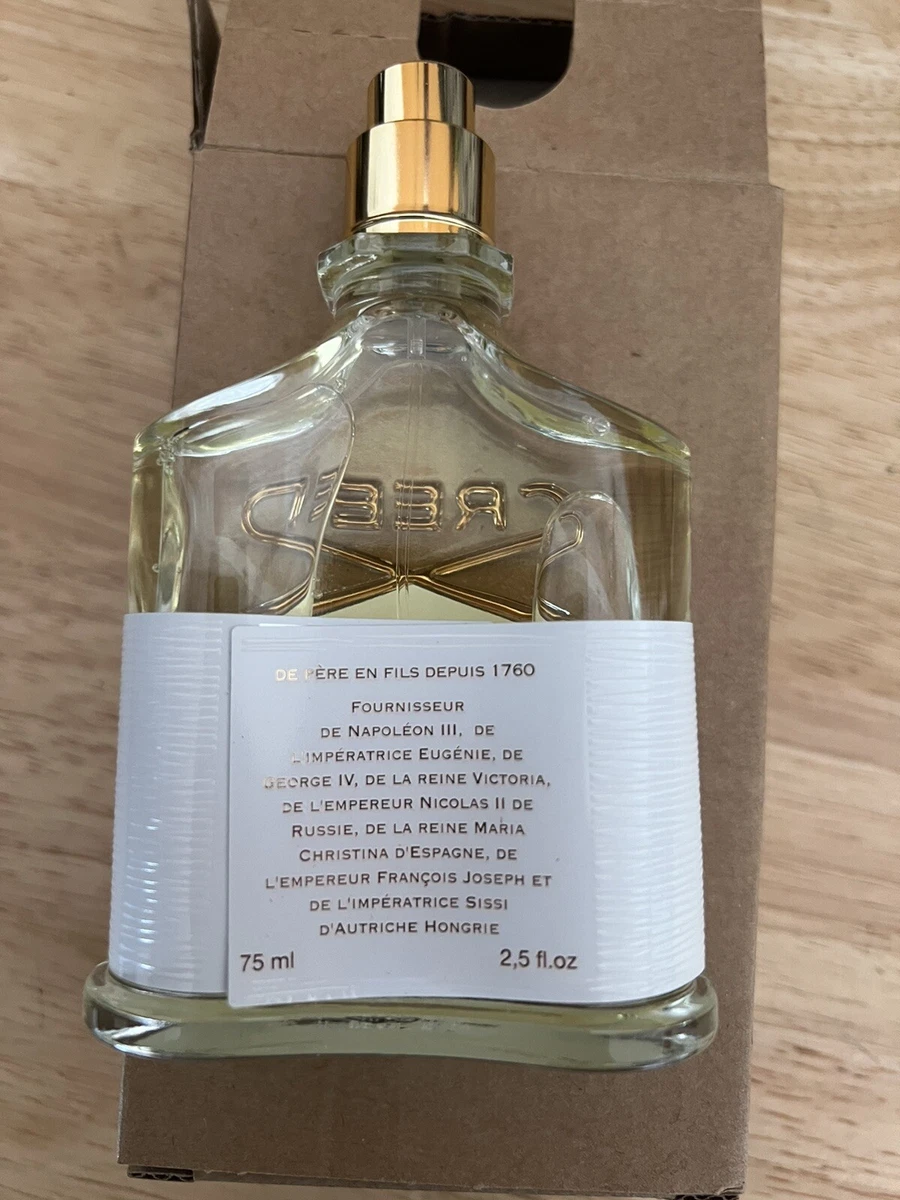 CREED
DE PÈRE EN FILS DEPUIS 1760
FOURNISSEUR
DE NAPOLÉON III, DE
L'IMPÉRATRICE EUGÉNIE, DE
GEORGE IV, DE LA REINE VICTORIA,
DE L'EMPEREUR NICOLAS II DE
RUSSIE, DE LA REINE MARIA
CHRISTINA D'ESPAGNE, DE
L'EMPEREUR FRANÇOIS JOSEPH ET
DE L'IMPÉRATRICE SISSI
D'AUTRICHE HONGRIE
75 ml 2,5 fl.oz